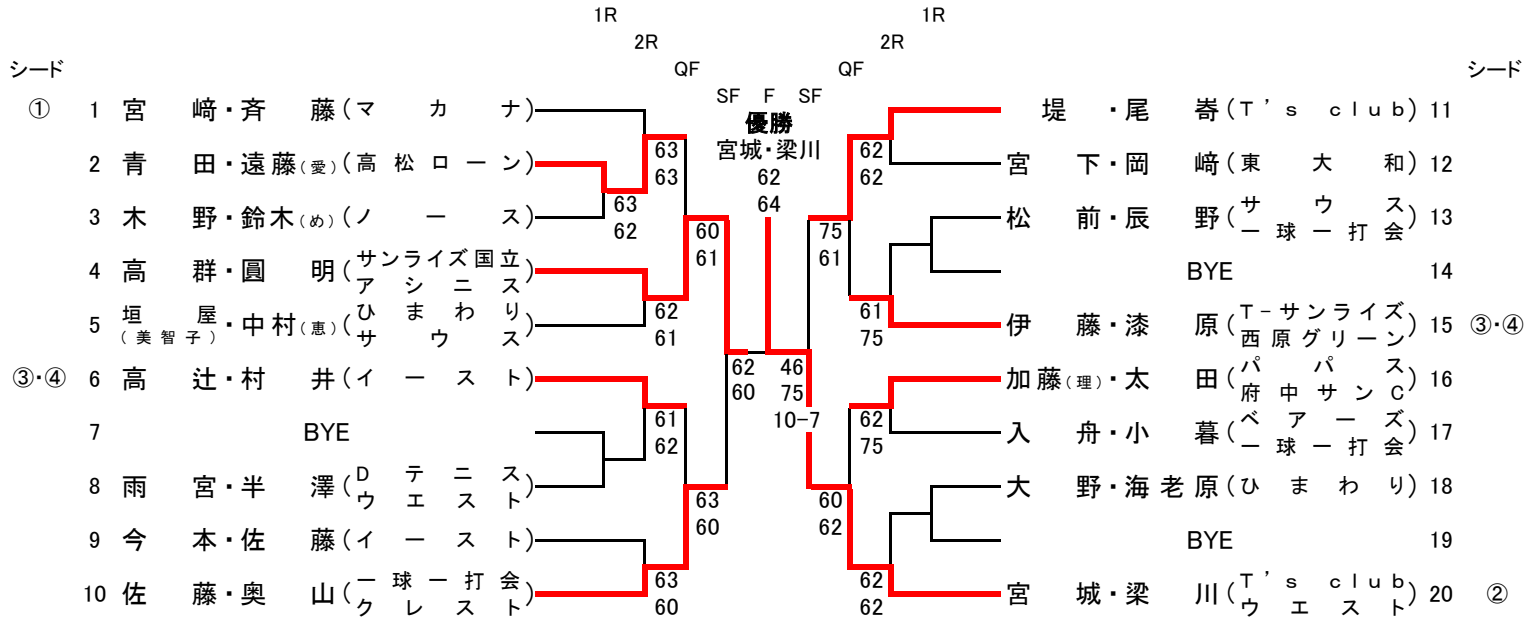 1R 1R
2R 2R
QF QF
シード シード
SF F SF
優勝
宮城・梁川
62
64
① 1 宮﨑・斉藤(マカナ)
2 青田・遠藤(愛)(高松ローン)
3 木野・鈴木(め)(ノース)
4 高群・圓明(サンライズ国立 アシニス)
5 垣屋(美智子)・中村(恵)(ひまわり サウス)
③・④ 6 高辻・村井(イースト)
7 BYE
8 雨宮・半澤(Dテニス ウエスト)
9 今本・佐藤(イースト)
10 佐藤・奥山(一球一打会 クレスト)
63
62
63
63
62
61
61
62
63
60
60
61
63
60
62
60
堤・尾嵜(T's club) 11
宮下・岡﨑(東大和) 12
松前・辰野(サウス 一球一打会) 13
BYE 14
伊藤・漆原(T-サンライズ 西原グリーン) 15 ③・④
加藤(理)・太田(パパス 府中サンC) 16
入舟・小暮(ベアーズ 一球一打会) 17
大野・海老原(ひまわり) 18
BYE 19
宮城・梁川(T's club ウエスト) 20 ②
62
62
61
75
62
75
62
62
75
61
60
62
46
75
10-7